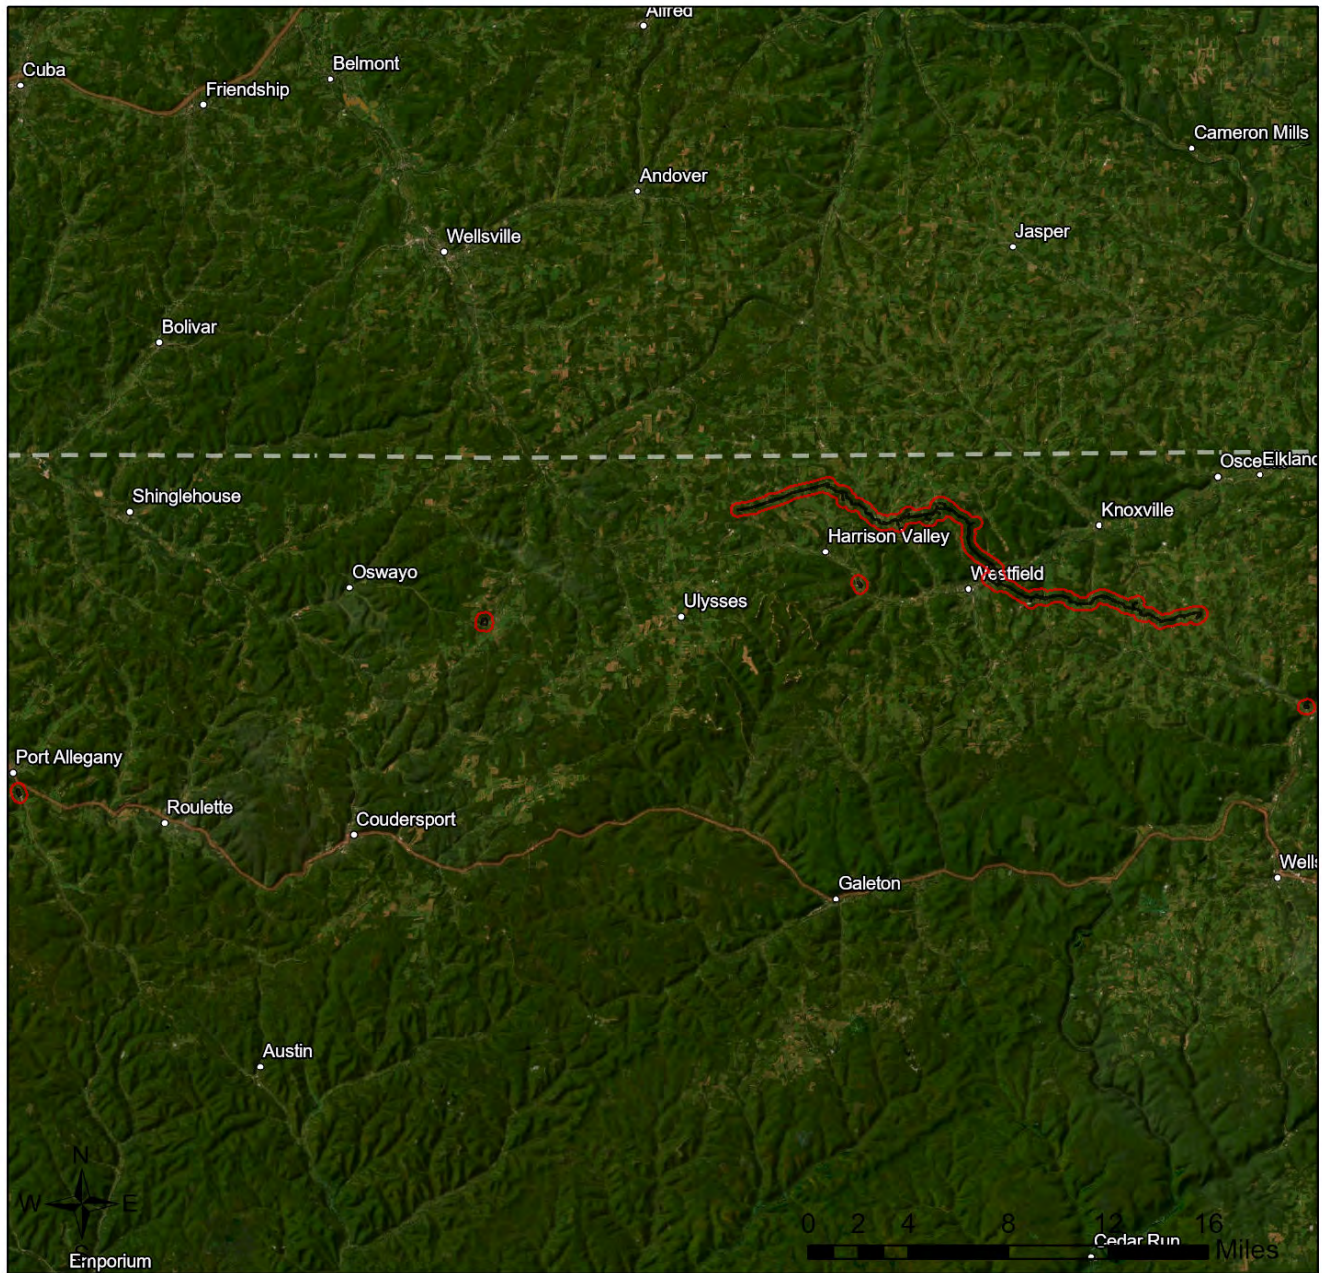 Alfred
Cuba
Belmont
Friendship
Cameron Mills
Andover
Wellsville
Jasper
Bolivar
Osce
Elkland
Shinglehouse
Knoxville
Harrison Valley
Oswayo
Westfield
Ulysses
Port Allegany
Roulette
Coudersport
Galeton
Wells
Austin
N
W E
0 2 4 8 12 16
Miles
Cedar Run
Emporium